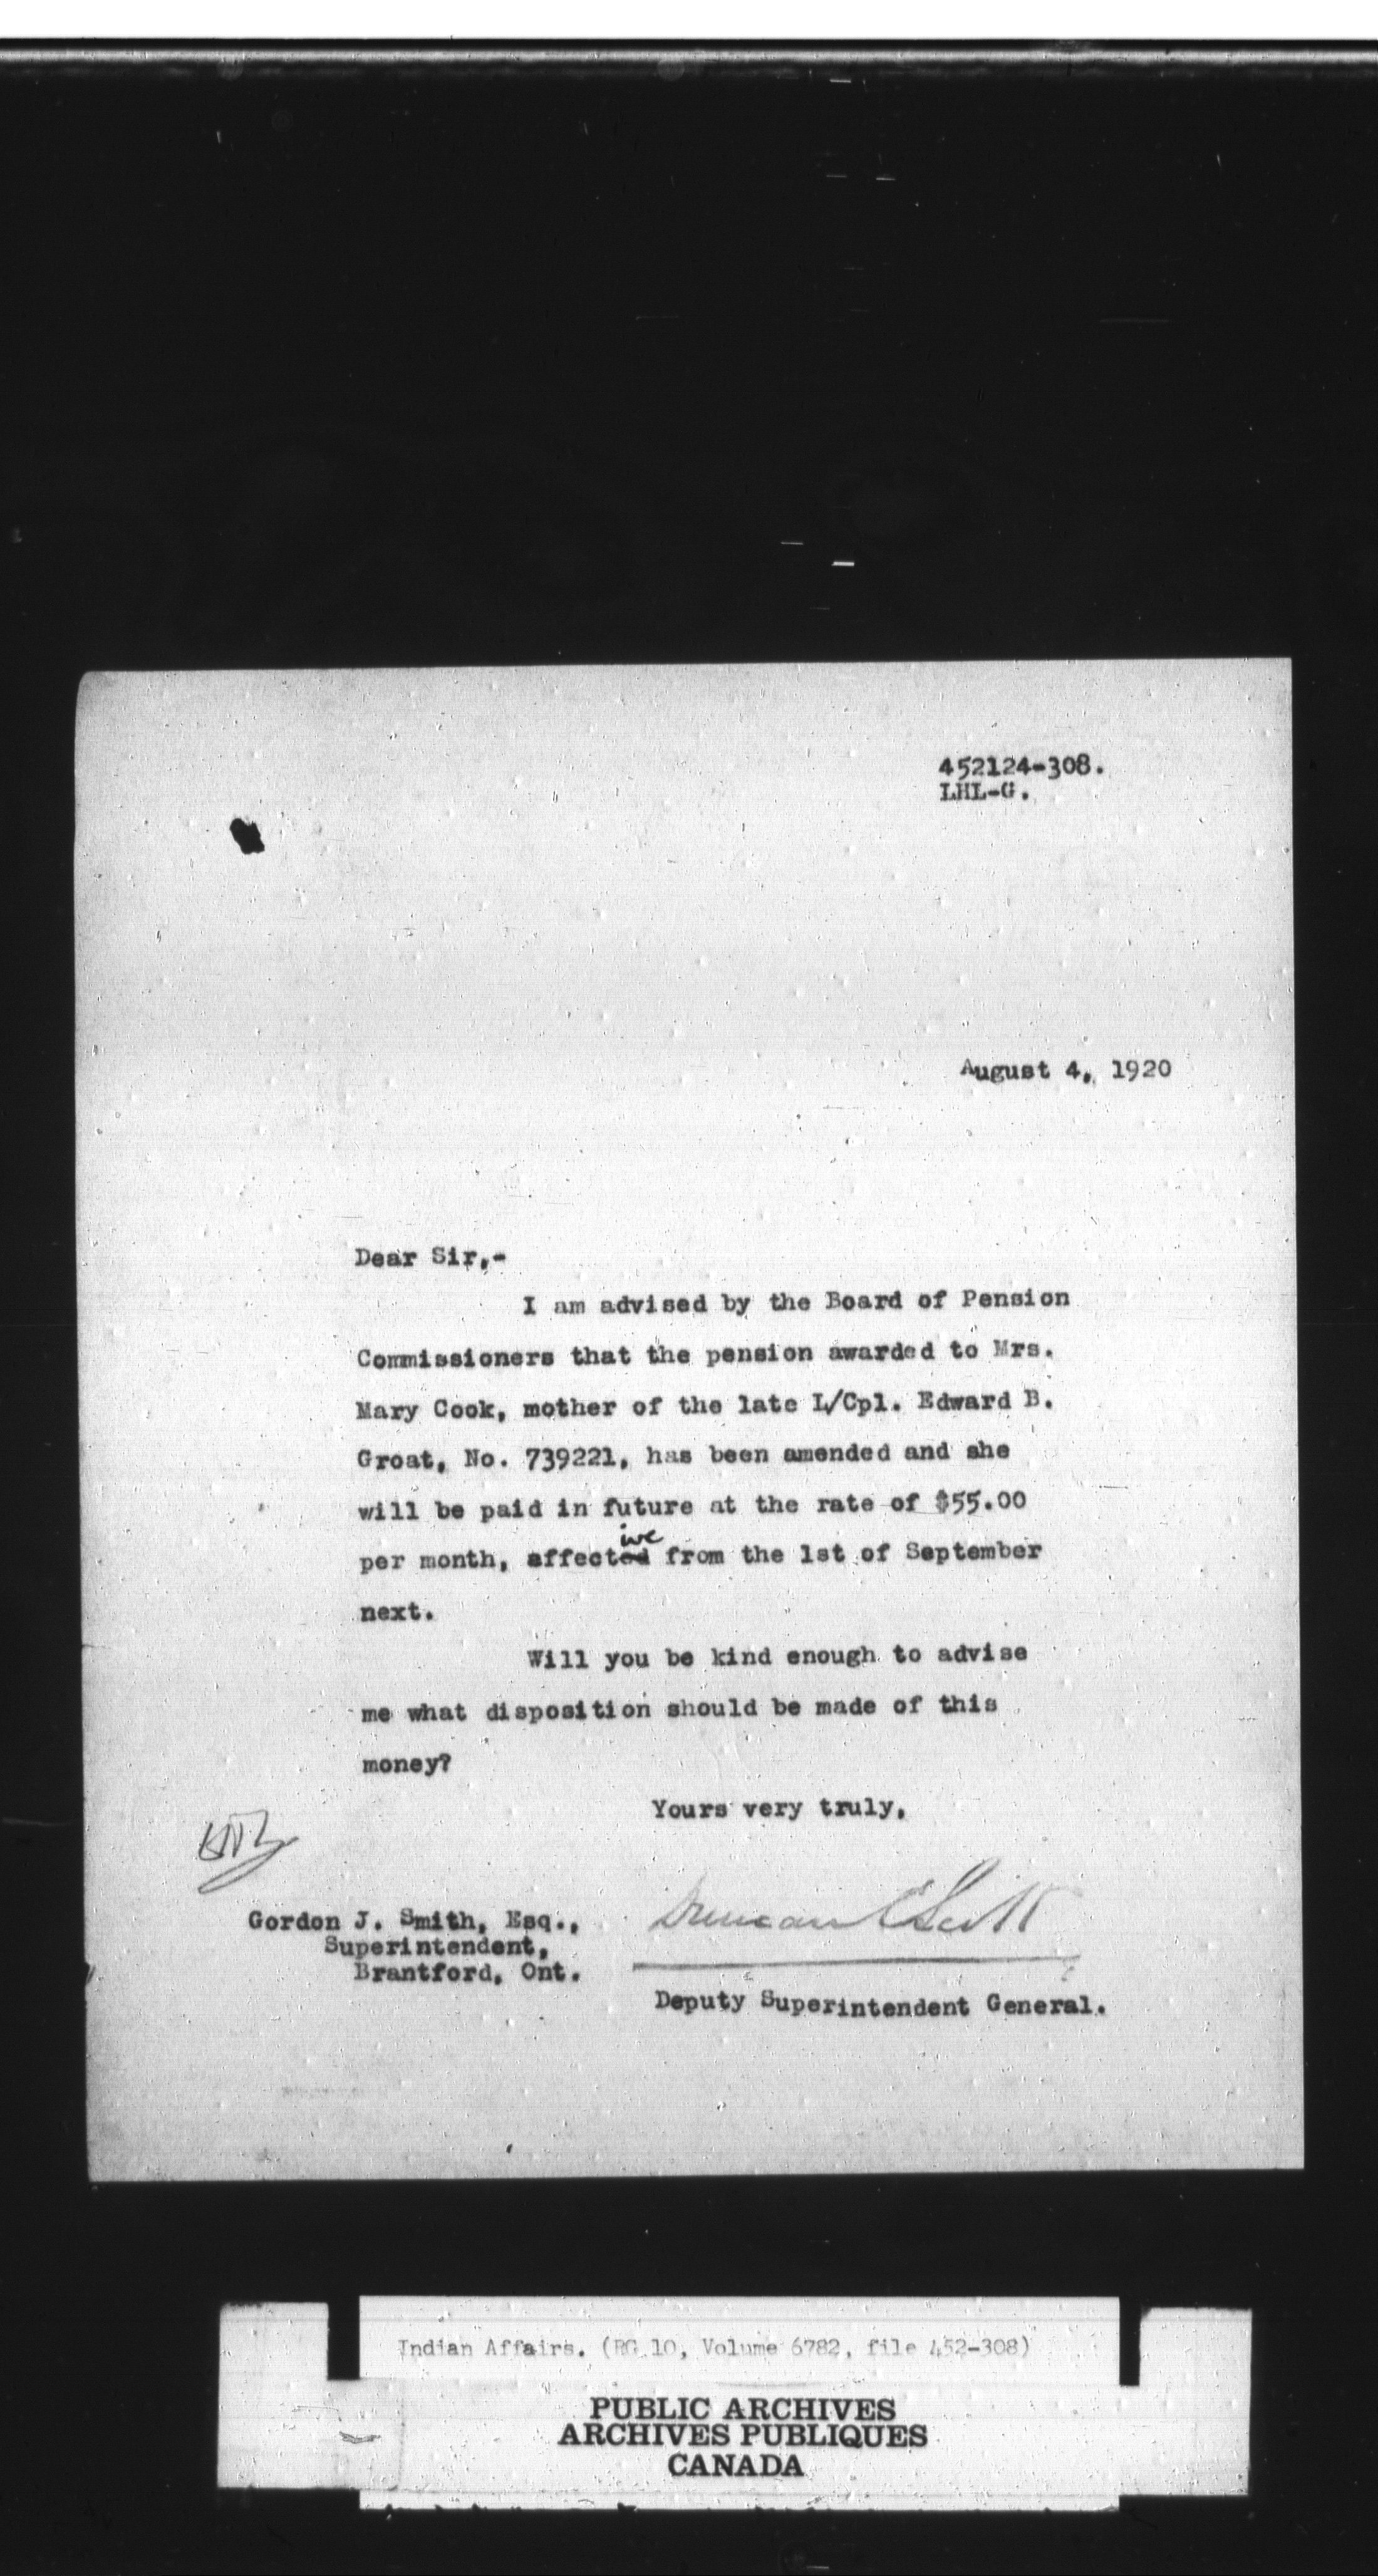 452124-308.
LHL-G.
August 4, 1920
Dear Sir,-
I am advised by the Board of Pension
Commissioners that the pension awarded to Mrs.
Mary Cook, mother of the late L/Cpl. Edward B.
Groat, No. 739221, has been amended and she
will be paid in future at the rate of $55.00
ive
per month, affected from the 1st of September
next.
Will you be kind enough to advise
me what disposition should be made of this
money?
Yours very truly,
Duncan C Scott
Gordon J. Smith, Esq.,
Superintendent,
Brantford, Ont.
Deputy Superintendent General.
Indian Affairs. (RG 10, Volume 6782, file 452-308)
PUBLIC ARCHIVES
ARCHIVES PUBLIQUES
CANADA